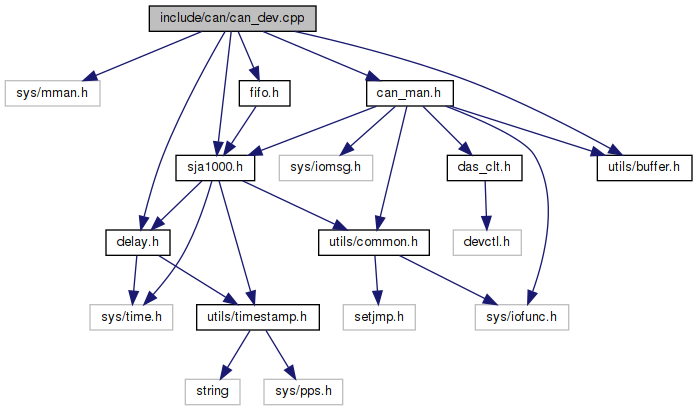 include/can/can_dev.cpp
sys/mman.h
fifo.h
can_man.h
sja1000.h
sys/iomsg.h
das_clt.h
utils/buffer.h
delay.h
utils/common.h
devctl.h
sys/time.h
utils/timestamp.h
setjmp.h
sys/iofunc.h
string
sys/pps.h